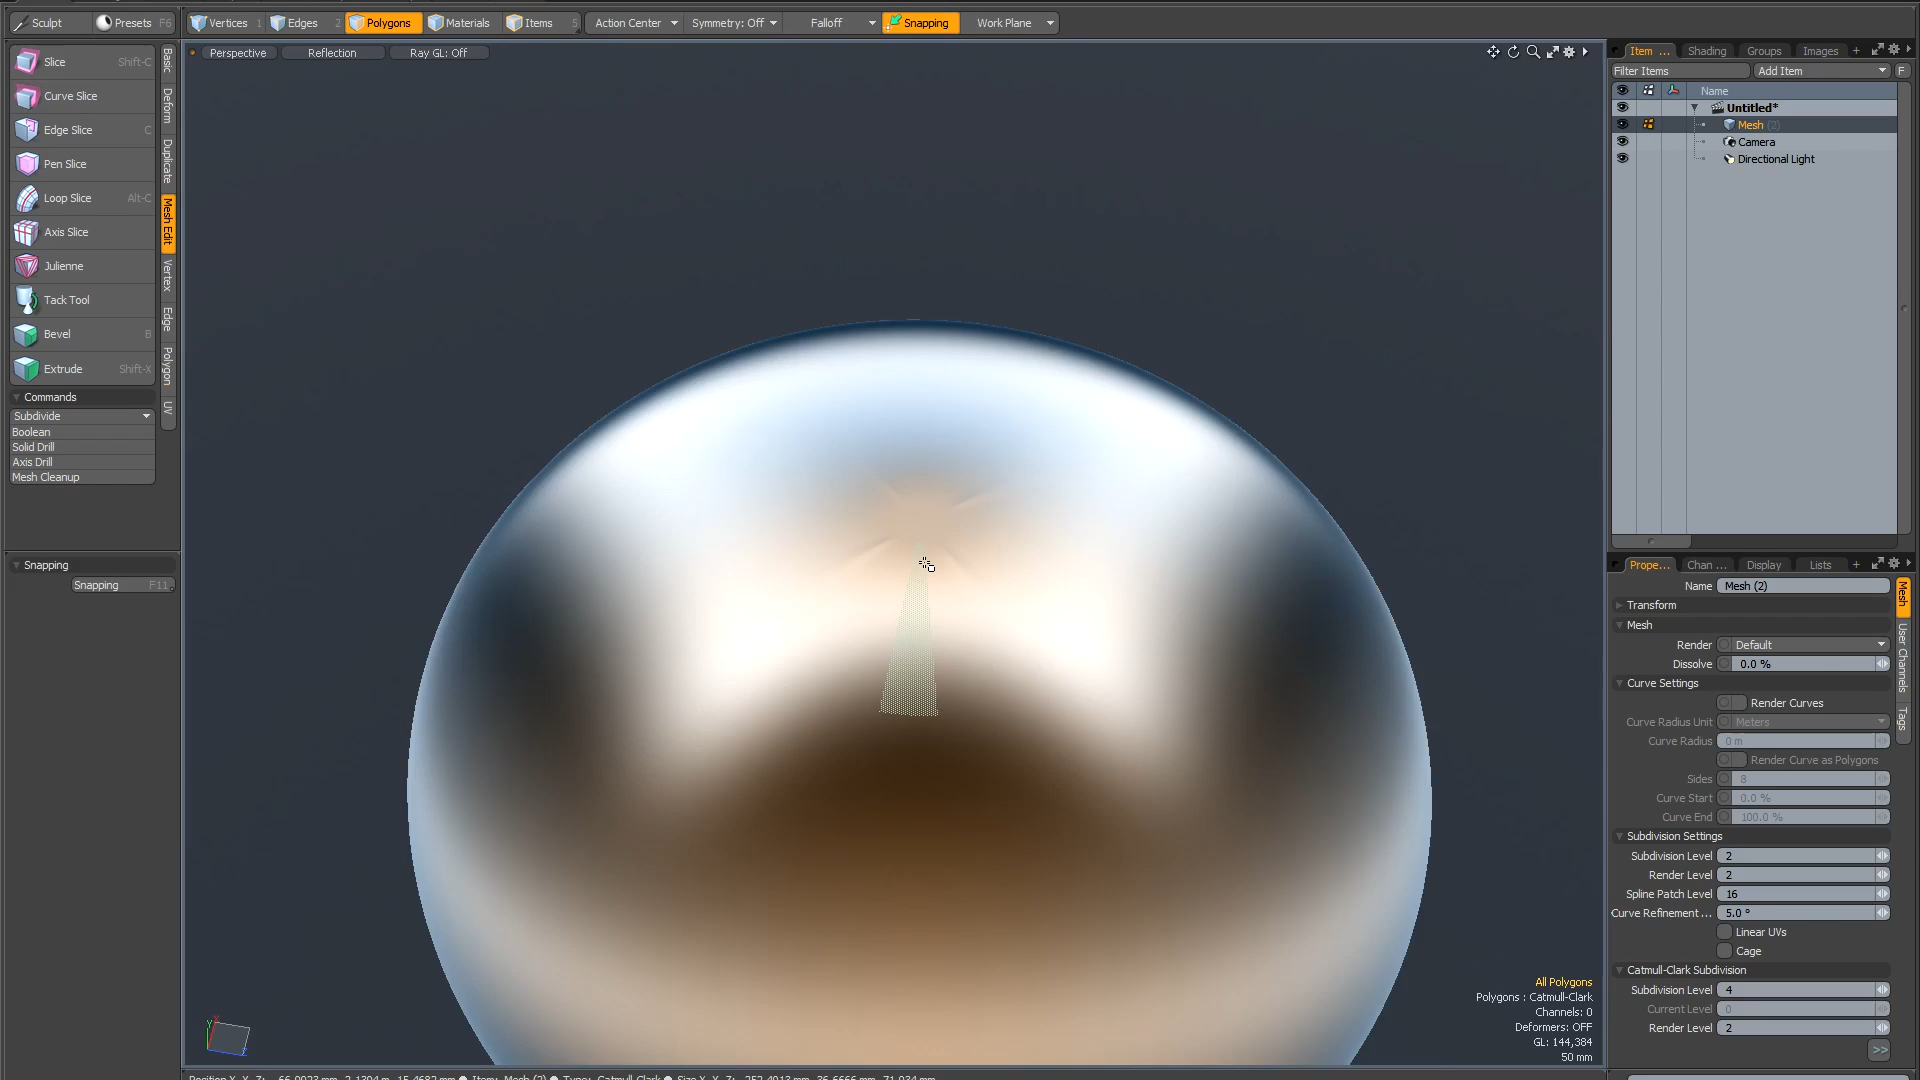 Sculpt
Presets F6
Vertices 1
Edges 2
Polygons
Materials
Items 5
Action Center
Symmetry: Off
Falloff
Snapping
Work Plane
Perspective
Reflection
Ray GL: Off
Slice Shift-C
Curve Slice
Edge Slice C
Pen Slice
Loop Slice Alt-C
Axis Slice
Julienne
Tack Tool
Bevel B
Extrude Shift-X
Commands
Subdivide
Boolean
Solid Drill
Axis Drill
Mesh Cleanup
Basic
Deform
Duplicate
Mesh Edit
Vertex
Edge
Polygon
UV
Snapping
Snapping F11
All Polygons
Polygons : Catmull-Clark
Channels: 0
Deformers: OFF
GL: 144,384
50 mm
Y X Z
Item ...
Shading
Groups
Images
+
Filter Items
Add Item
F
Name
Untitled*
Mesh (2)
Camera
Directional Light
Prope...
Chan ...
Display
Lists
+
Name Mesh (2)
Transform
Mesh
Render Default
Dissolve 0.0 %
Curve Settings
Render Curves
Curve Radius Unit Meters
Curve Radius 0 m
Render Curve as Polygons
Sides 8
Curve Start 0.0 %
Curve End 100.0 %
Subdivision Settings
Subdivision Level 2
Render Level 2
Spline Patch Level 16
Curve Refinement ... 5.0 °
Linear UVs
Cage
Catmull-Clark Subdivision
Subdivision Level 4
Current Level 0
Render Level 2
>>
Mesh
User Channels
Tags